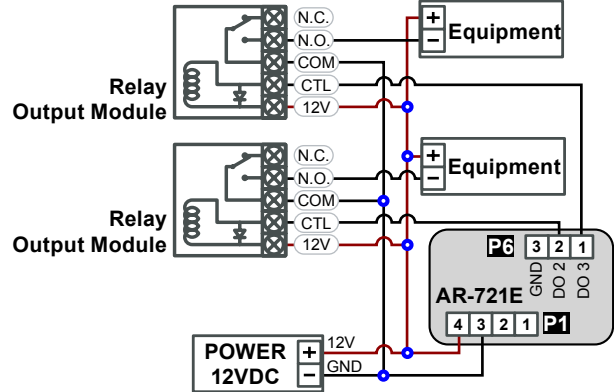 N.C.
N.O.
COM
CTL
12V
Relay
Output Module
+
−
Equipment
N.C.
N.O.
COM
CTL
12V
Relay
Output Module
+
−
Equipment
P6 3 2 1
GND
DO 2
DO 3
AR-721E
4 3 2 1 P1
POWER
12VDC
+
−
12V
GND